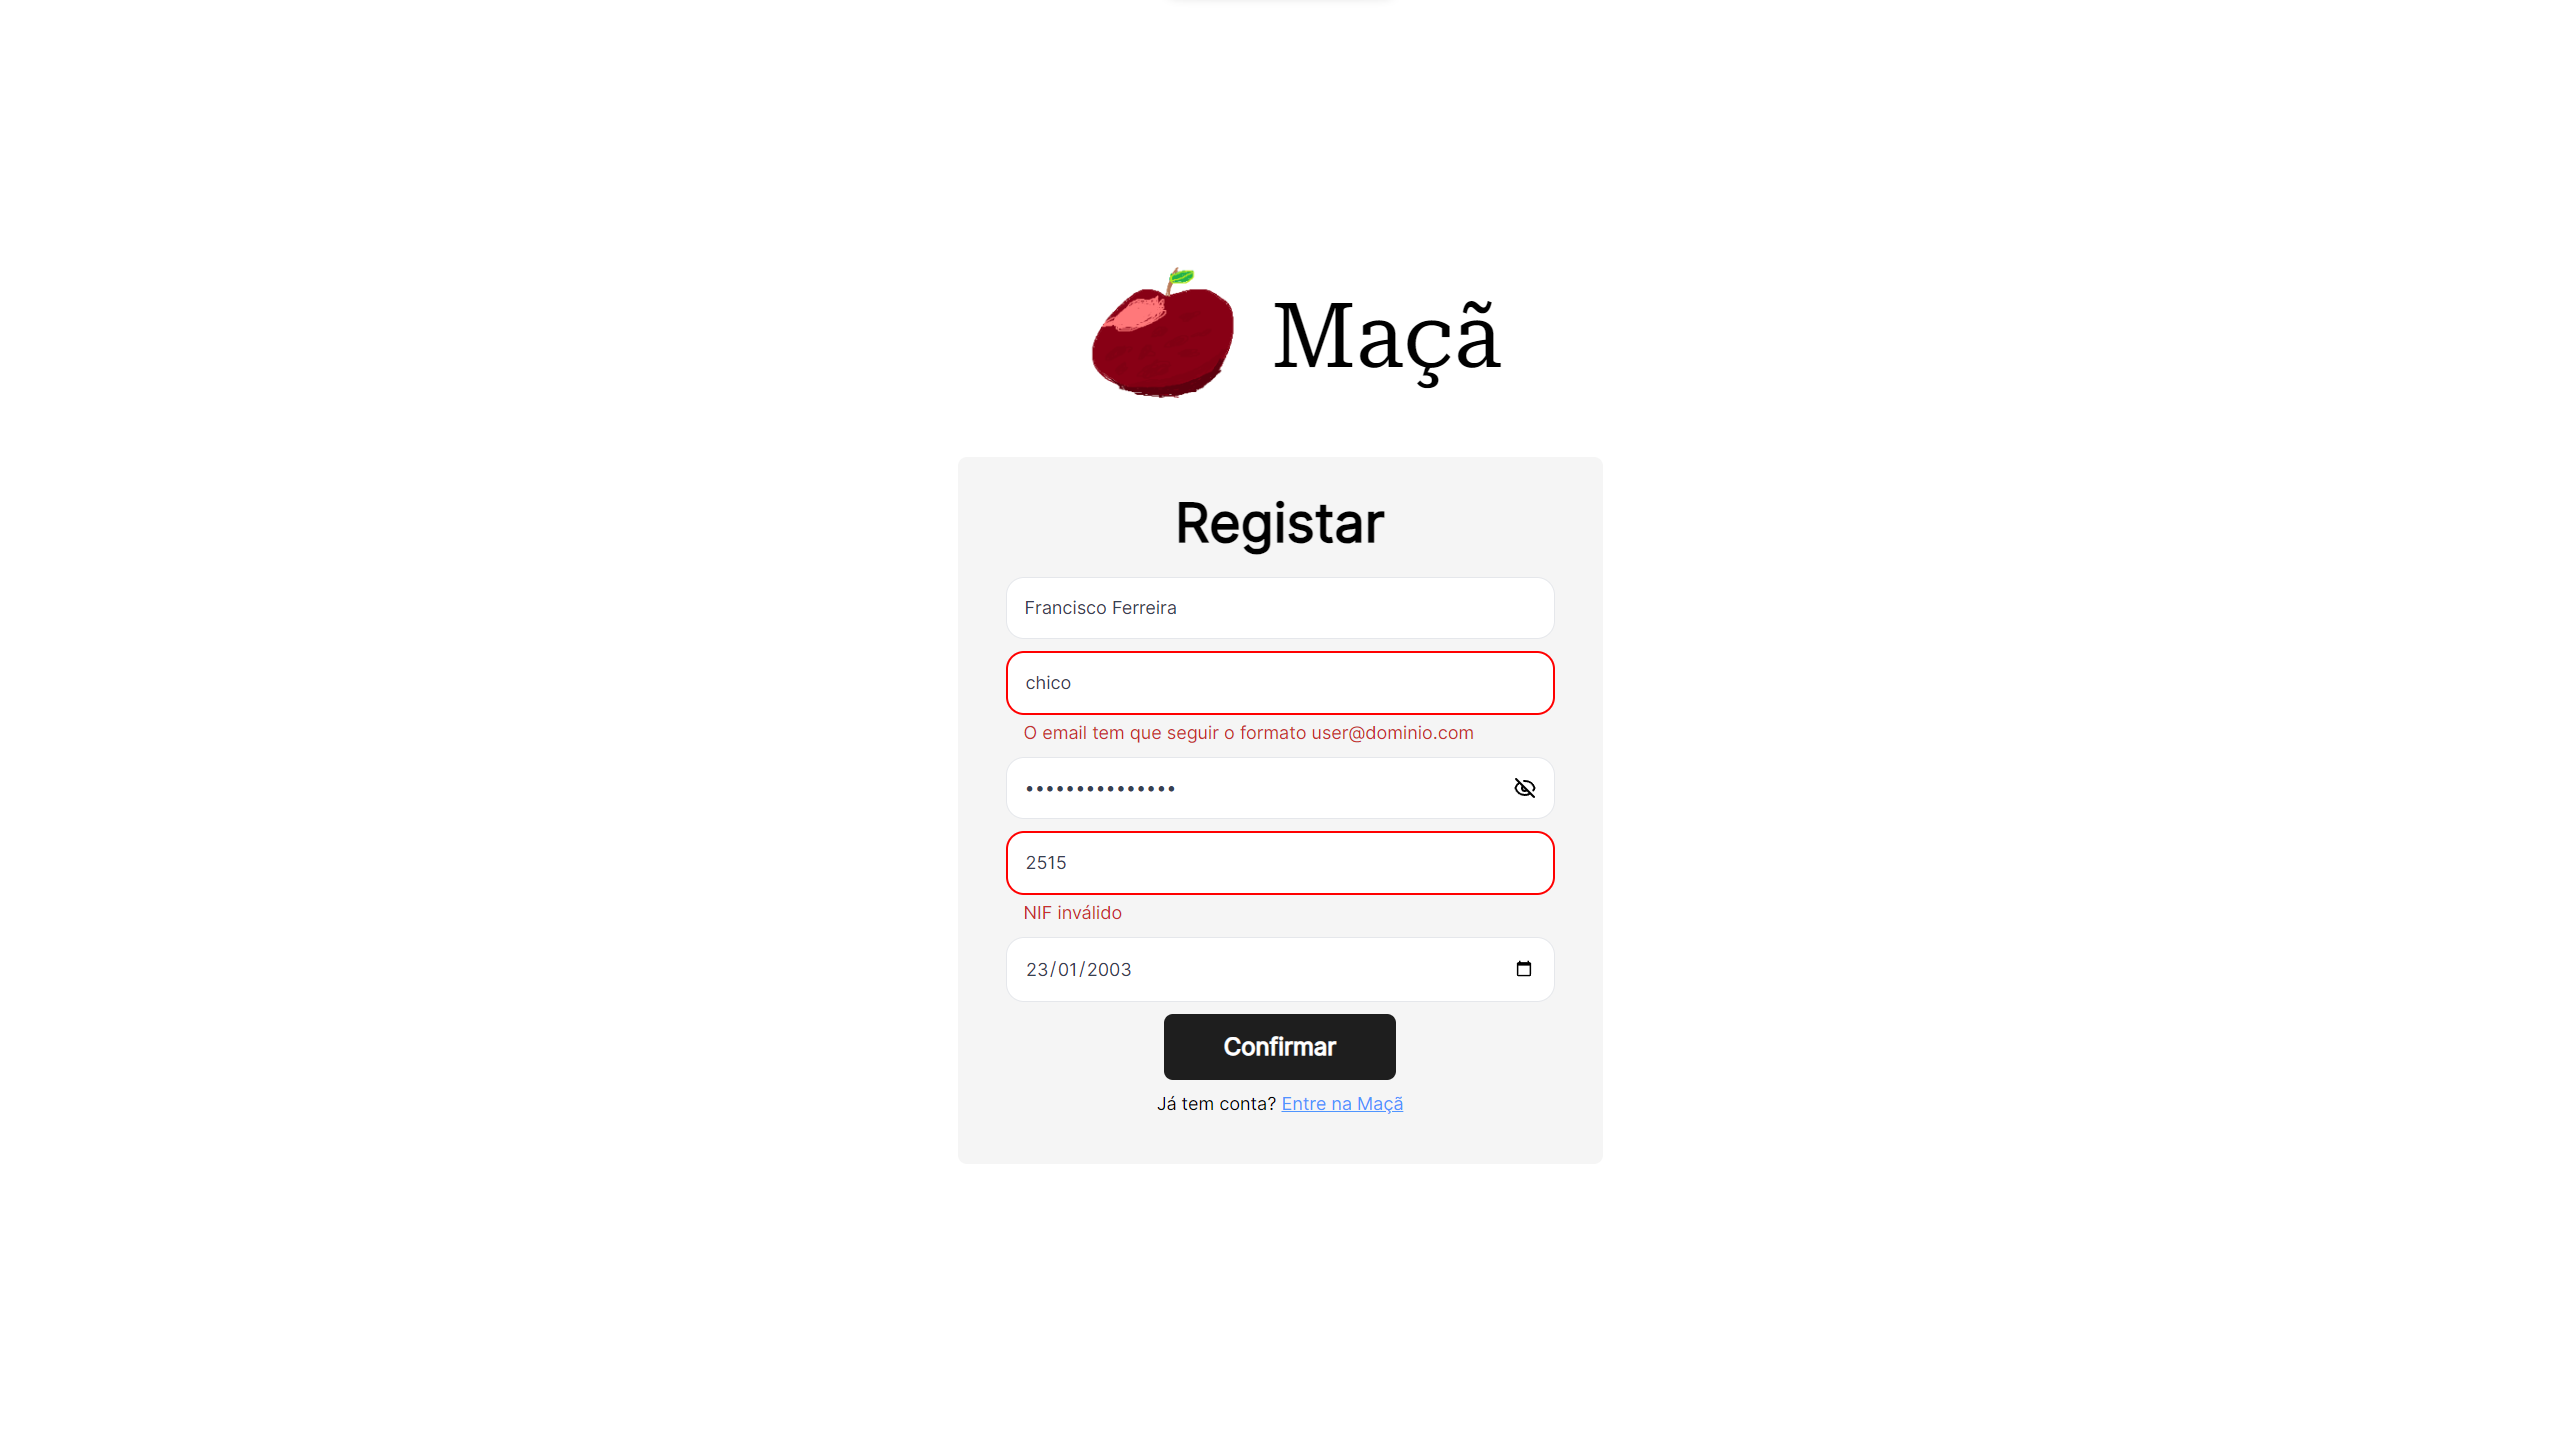 Maçã
Registar
Francisco Ferreira
chico
O email tem que seguir o formato user@dominio.com
•••••••••••••••
2515
NIF inválido
23/01/2003
Confirmar
Já tem conta? Entre na Maçã